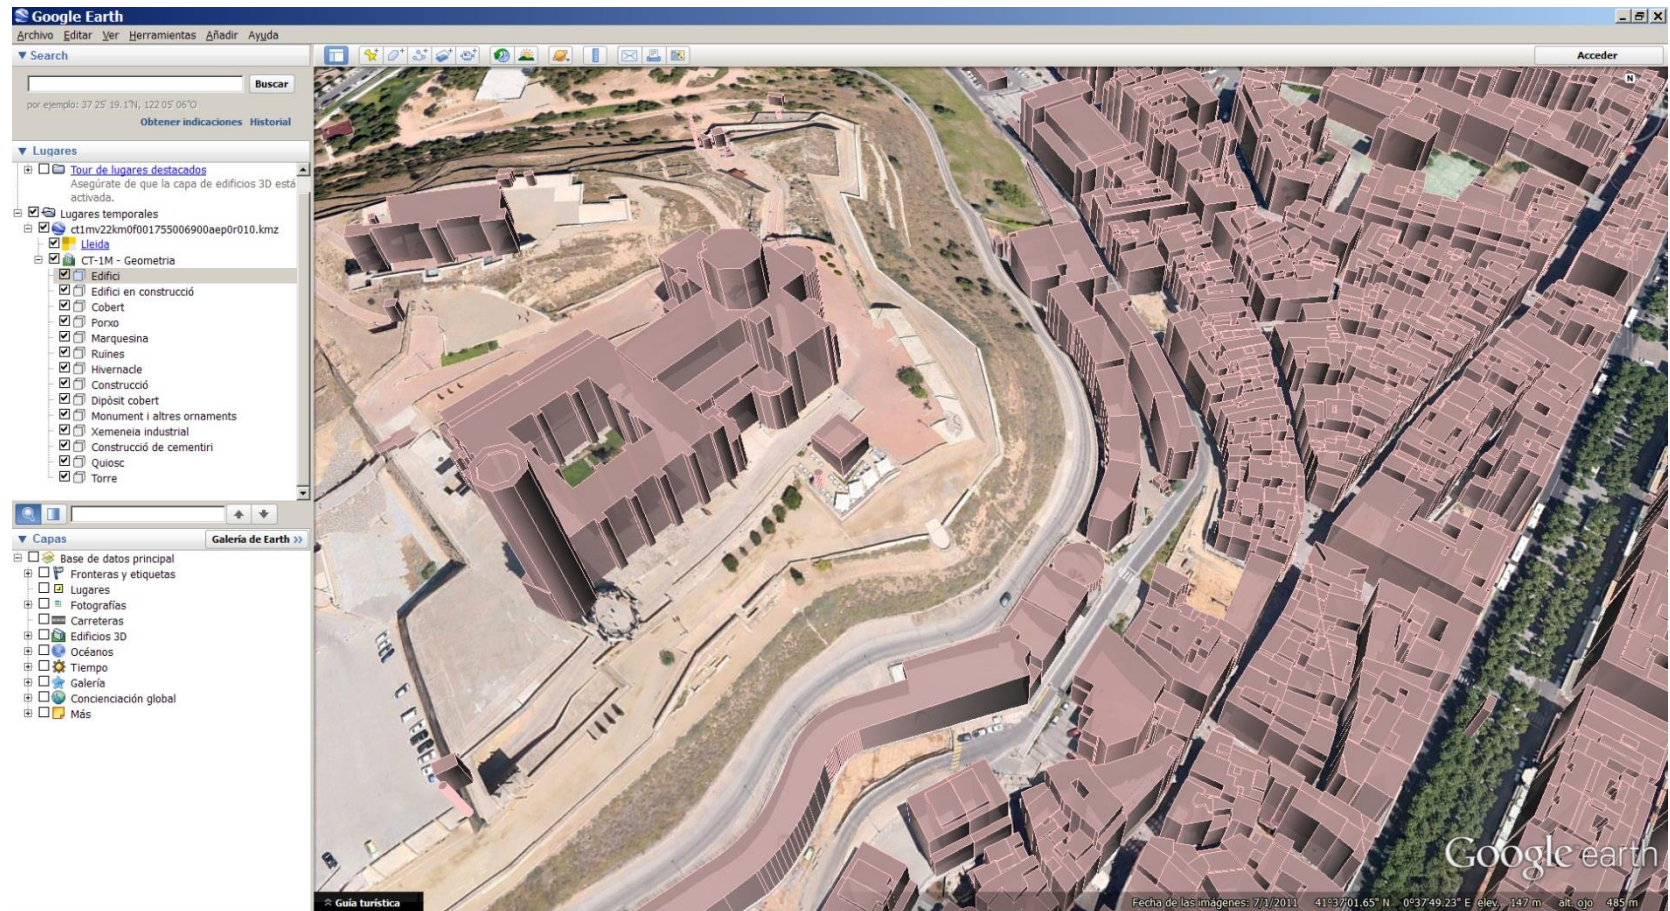 Google Earth
Archivo Editar Ver Herramientas Añadir Ayuda
Search
Acceder
Buscar
por ejemplo: 37 25' 19.1"N, 122 05' 06"O
Obtener indicaciones Historial
Lugares
Tour de lugares destacados
Asegúrate de que la capa de edificios 3D está
activada.
Lugares temporales
ct1mv22km0f001755006900aep0r010.kmz
Lleida
CT-1M - Geometria
Edifici
Edifici en construcció
Cobert
Porxo
Marquesina
Ruïnes
Hivernacle
Construcció
Dipòsit cobert
Monument i altres ornaments
Xemeneia industrial
Construcció de cementiri
Quiosc
Torre
Capas
Galería de Earth »
Base de datos principal
Fronteras y etiquetas
Lugares
Fotografías
Carreteras
Edificios 3D
Océanos
Tiempo
Galería
Concienciación global
Más
N
Google earth
Guía turística
Fecha de las imágenes: 7/1/2011 41°37'01.65" N 0°37'49.23" E elev. 147 m alt. ojo 485 m